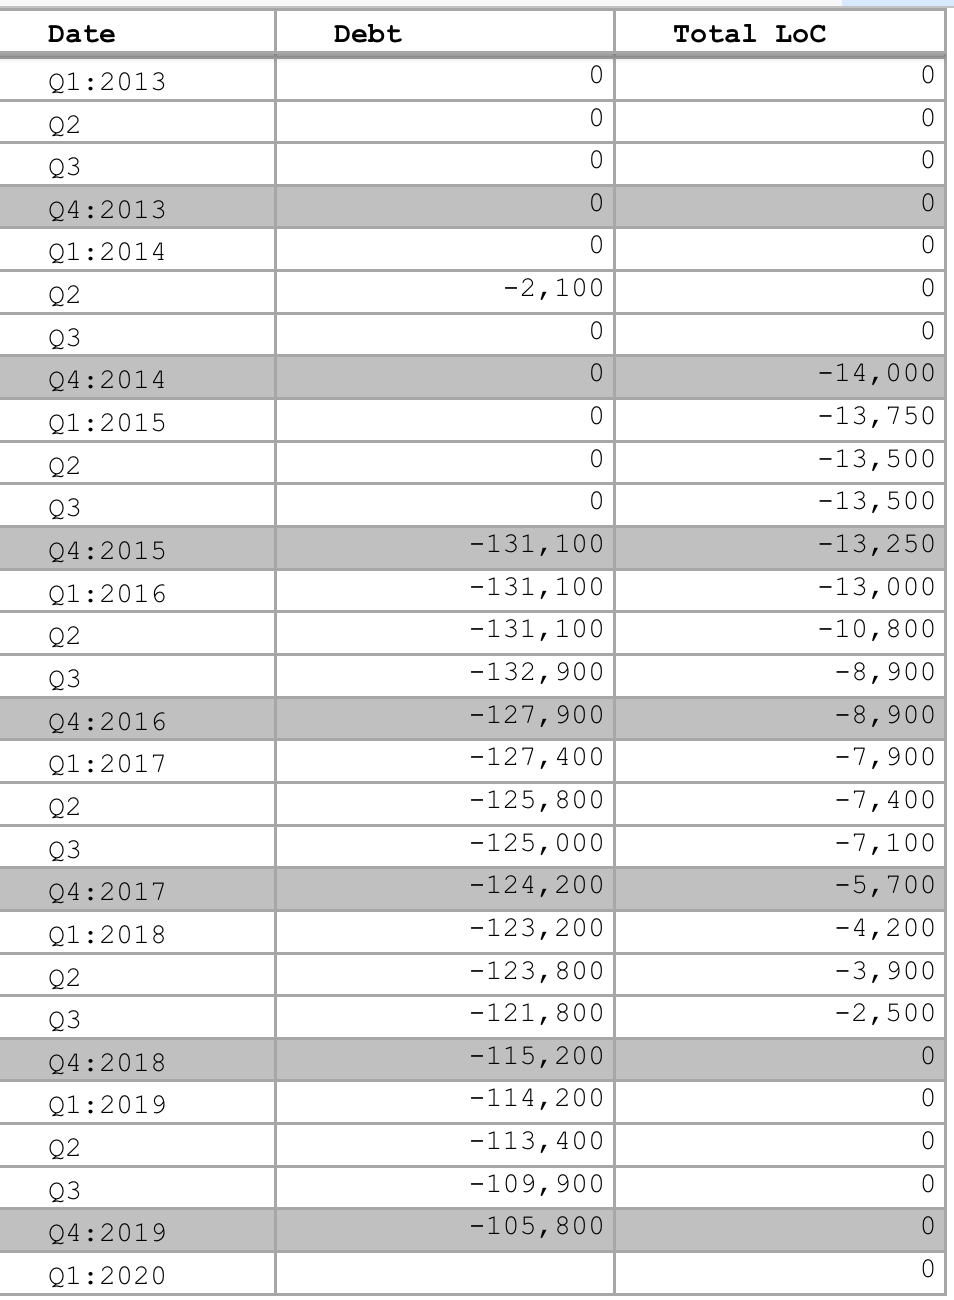 Date Debt Total LoC
Q1:2013 0 0
Q2 0 0
Q3 0 0
Q4:2013 0 0
Q1:2014 0 0
Q2 -2,100 0
Q3 0 0
Q4:2014 0 -14,000
Q1:2015 0 -13,750
Q2 0 -13,500
Q3 0 -13,500
Q4:2015 -131,100 -13,250
Q1:2016 -131,100 -13,000
Q2 -131,100 -10,800
Q3 -132,900 -8,900
Q4:2016 -127,900 -8,900
Q1:2017 -127,400 -7,900
Q2 -125,800 -7,400
Q3 -125,000 -7,100
Q4:2017 -124,200 -5,700
Q1:2018 -123,200 -4,200
Q2 -123,800 -3,900
Q3 -121,800 -2,500
Q4:2018 -115,200 0
Q1:2019 -114,200 0
Q2 -113,400 0
Q3 -109,900 0
Q4:2019 -105,800 0
Q1:2020 0